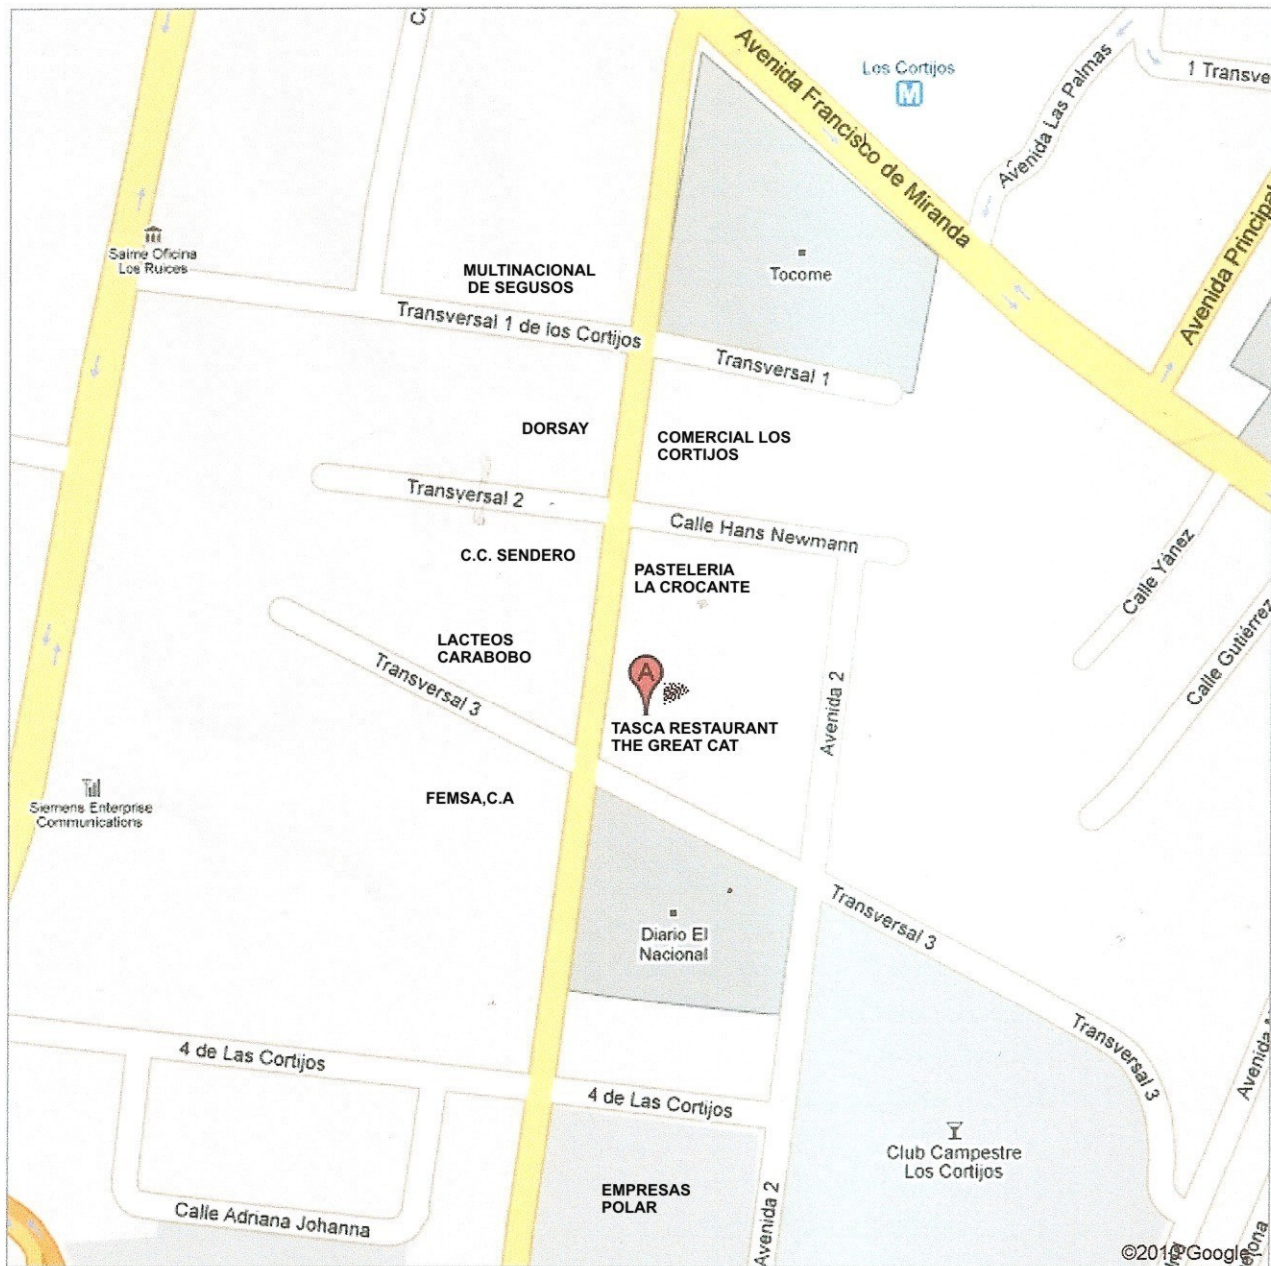 Avenida Francisco de Miranda
Los Cortijos
M
Avenida Las Palmas
1 Transve
Avenida Principal
Saime Oficina
Los Ruices
MULTINACIONAL
DE SEGUSOS
Tocome
Transversal 1 de los Cortijos
Transversal 1
DORSAY
COMERCIAL LOS
CORTIJOS
Transversal 2
Calle Hans Newmann
C.C. SENDERO
PASTELERIA
LA CROCANTE
Calle Yànez
Calle Gutiérrez
LACTEOS
CARABOBO
Transversal 3
A
Avenida 2
TASCA RESTAURANT
THE GREAT CAT
Siemens Enterprise
Communications
FEMSA,C.A
Transversal 3
Diario El
Nacional
Transversal 3
Avenida
4 de Las Cortijos
4 de Las Cortijos
Club Campestre
Los Cortijos
EMPRESAS
POLAR
Avenida 2
Calle Adriana Johanna
©2010 Google